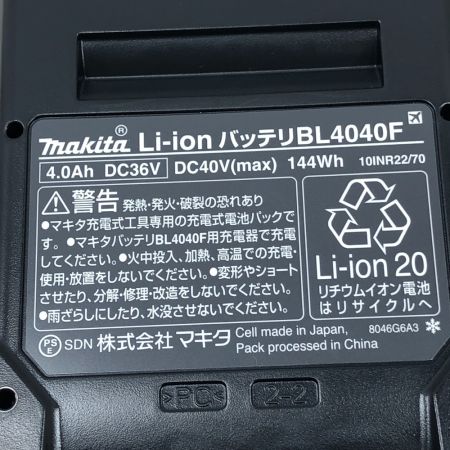 makita® Li-ion バッテリBL4040F
4.0Ah DC36V DC40V(max) 144Wh 10INR22/70
警告 発熱・発火・破裂の恐れあり
●マキタ充電式工具専用の充電式電池パックで
す。●マキタバッテリBL4040F用充電器で充電
してください。●火中投入、加熱、高温での充電・
使用・放置をしないでください。●変形やショート
させたり、分解・修理・改造をしないでください。
●雨ざらしにしたり、水没させないでください。
Li-ion 20
リチウムイオン電池
はリサイクルへ
PS E SDN 株式会社 マキタ
Cell made in Japan,
Pack processed in China
8046G6A3
>PC<
2-2